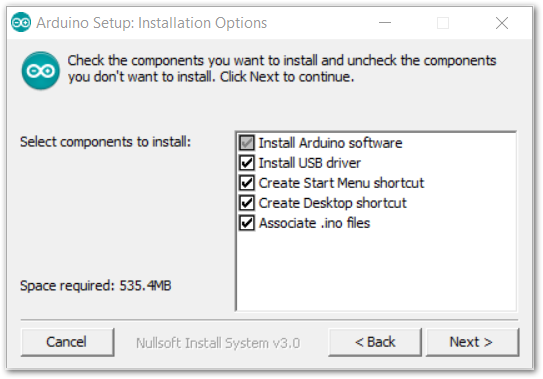 Arduino Setup: Installation Options
Check the components you want to install and uncheck the components
you don't want to install. Click Next to continue.
Select components to install:
Install Arduino software
Install USB driver
Create Start Menu shortcut
Create Desktop shortcut
Associate .ino files
Space required: 535.4MB
Cancel
Nullsoft Install System v3.0
< Back
Next >